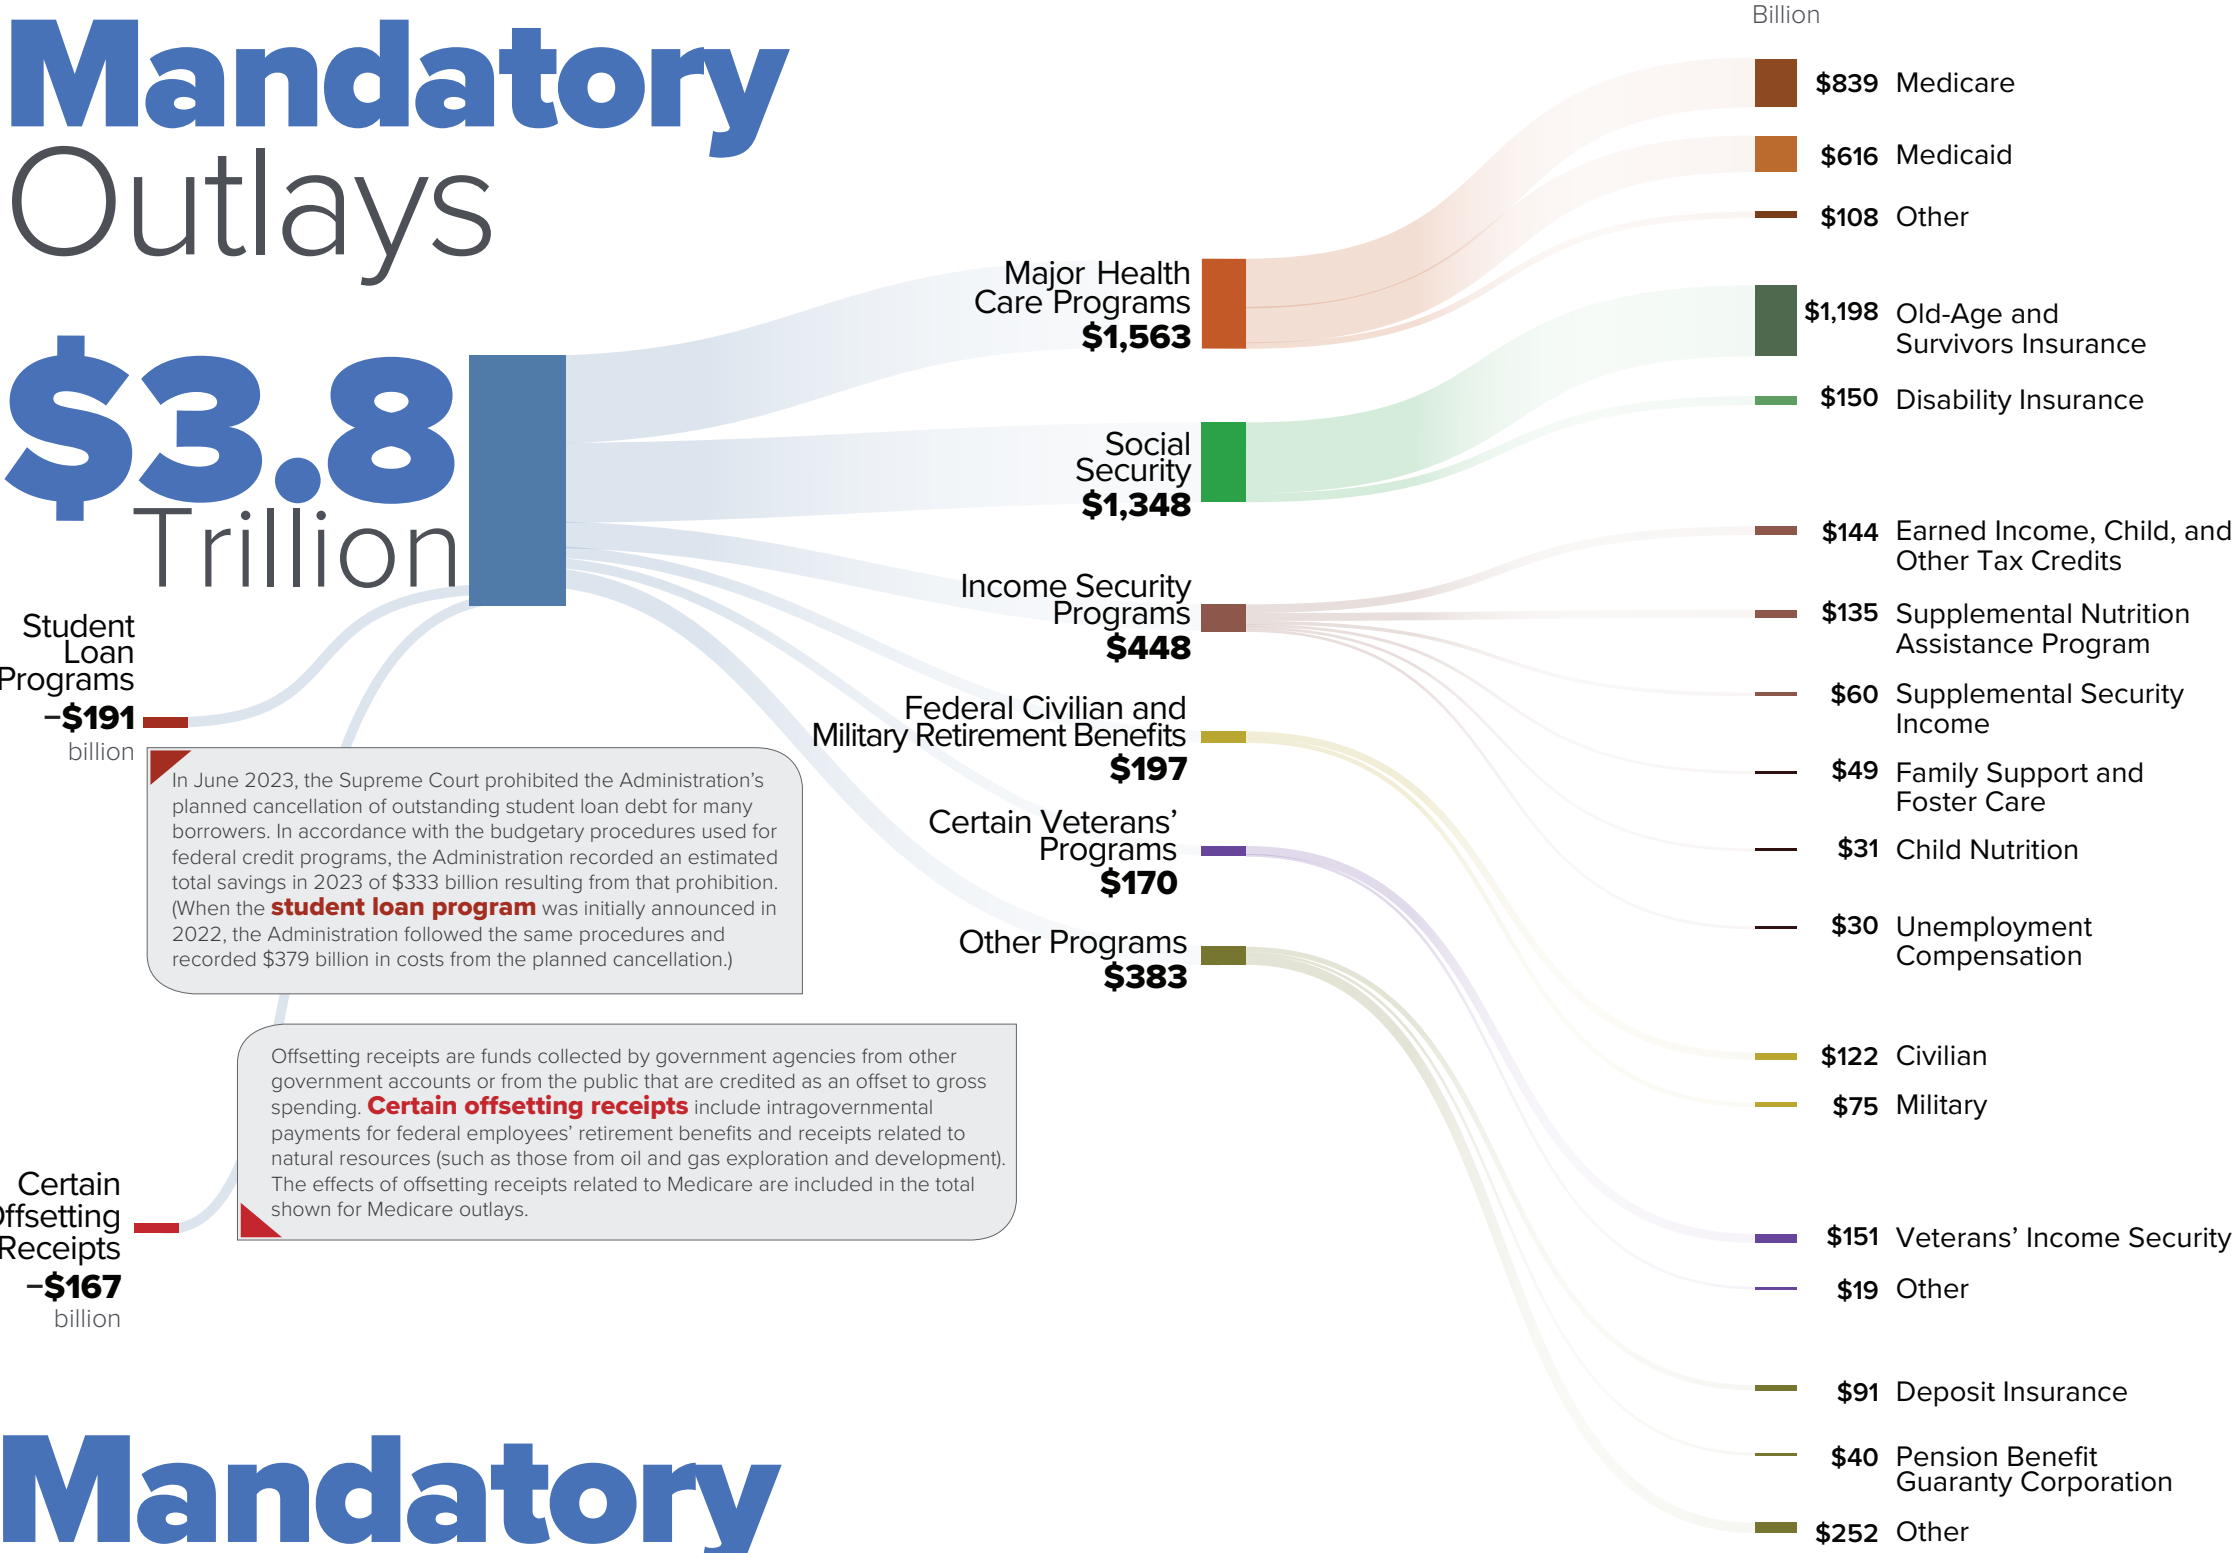 Mandatory
Outlays
$3.8
Trillion
Student
Loan
Programs
–$191
billion
In June 2023, the Supreme Court prohibited the Administration’s
planned cancellation of outstanding student loan debt for many
borrowers. In accordance with the budgetary procedures used for
federal credit programs, the Administration recorded an estimated
total savings in 2023 of $333 billion resulting from that prohibition.
(When the student loan program was initially announced in
2022, the Administration followed the same procedures and
recorded $379 billion in costs from the planned cancellation.)
Offsetting receipts are funds collected by government agencies from other
government accounts or from the public that are credited as an offset to gross
spending. Certain offsetting receipts include intragovernmental
payments for federal employees’ retirement benefits and receipts related to
natural resources (such as those from oil and gas exploration and development).
The effects of offsetting receipts related to Medicare are included in the total
shown for Medicare outlays.
Certain
Offsetting
Receipts
–$167
billion
Major Health
Care Programs
$1,563
Social
Security
$1,348
Income Security
Programs
$448
Federal Civilian and
Military Retirement Benefits
$197
Certain Veterans’
Programs
$170
Other Programs
$383
Billion
$839 Medicare
$616 Medicaid
$108 Other
$1,198 Old-Age and
Survivors Insurance
$150 Disability Insurance
$144 Earned Income, Child, and
Other Tax Credits
$135 Supplemental Nutrition
Assistance Program
$60 Supplemental Security
Income
$49 Family Support and
Foster Care
$31 Child Nutrition
$30 Unemployment
Compensation
$122 Civilian
$75 Military
$151 Veterans’ Income Security
$19 Other
$91 Deposit Insurance
$40 Pension Benefit
Guaranty Corporation
$252 Other
Mandatory